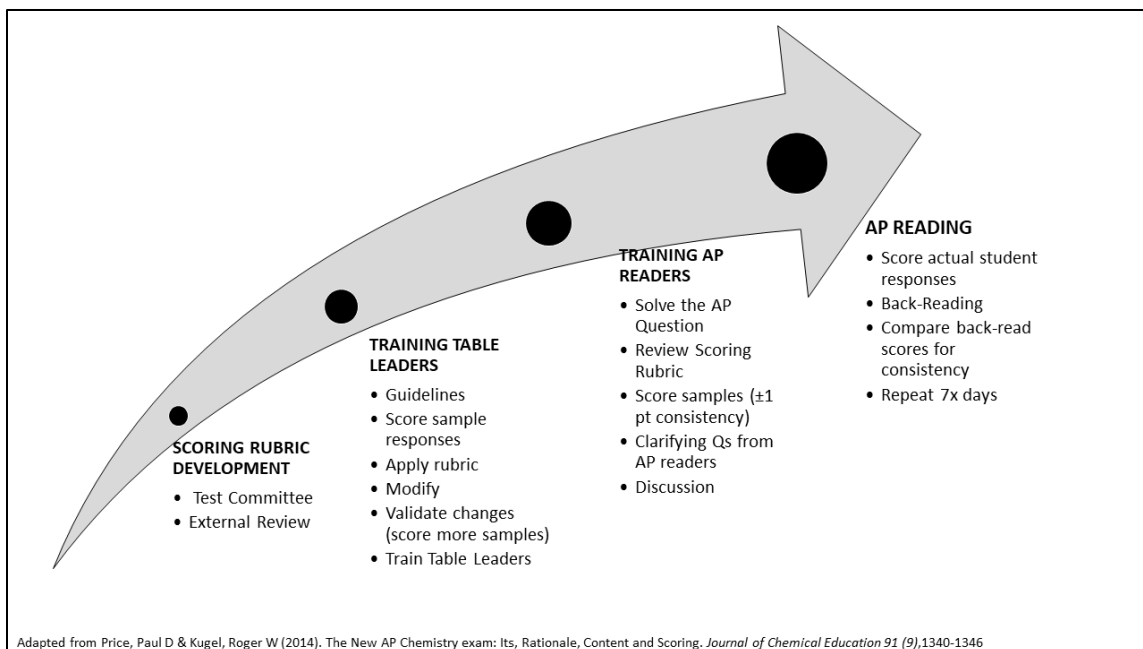 SCORING RUBRIC
DEVELOPMENT
• Test Committee
• External Review
TRAINING TABLE
LEADERS
• Guidelines
• Score sample
responses
• Apply rubric
• Modify
• Validate changes
(score more samples)
• Train Table Leaders
TRAINING AP
READERS
• Solve the AP
Question
• Review Scoring
Rubric
• Score samples (±1
pt consistency)
• Clarifying Qs from
AP readers
• Discussion
AP READING
• Score actual student
responses
• Back-Reading
• Compare back-read
scores for
consistency
• Repeat 7x days
Adapted from Price, Paul D & Kugel, Roger W (2014). The New AP Chemistry exam: Its, Rationale, Content and Scoring. Journal of Chemical Education 91 (9),1340-1346